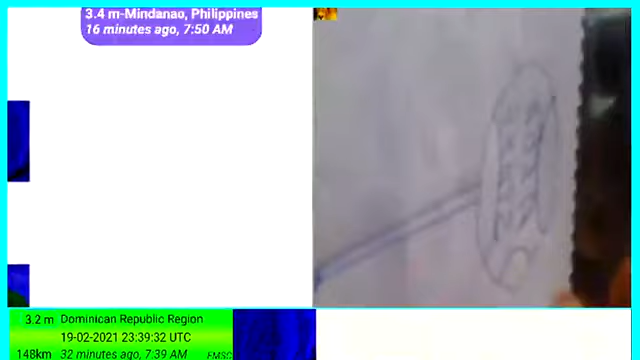 3.4 m-Mindanao, Philippines
16 minutes ago, 7:50 AM
3.2 m Dominican Republic Region
19-02-2021 23:39:32 UTC
148km 32 minutes ago, 7:39 AM EMSC